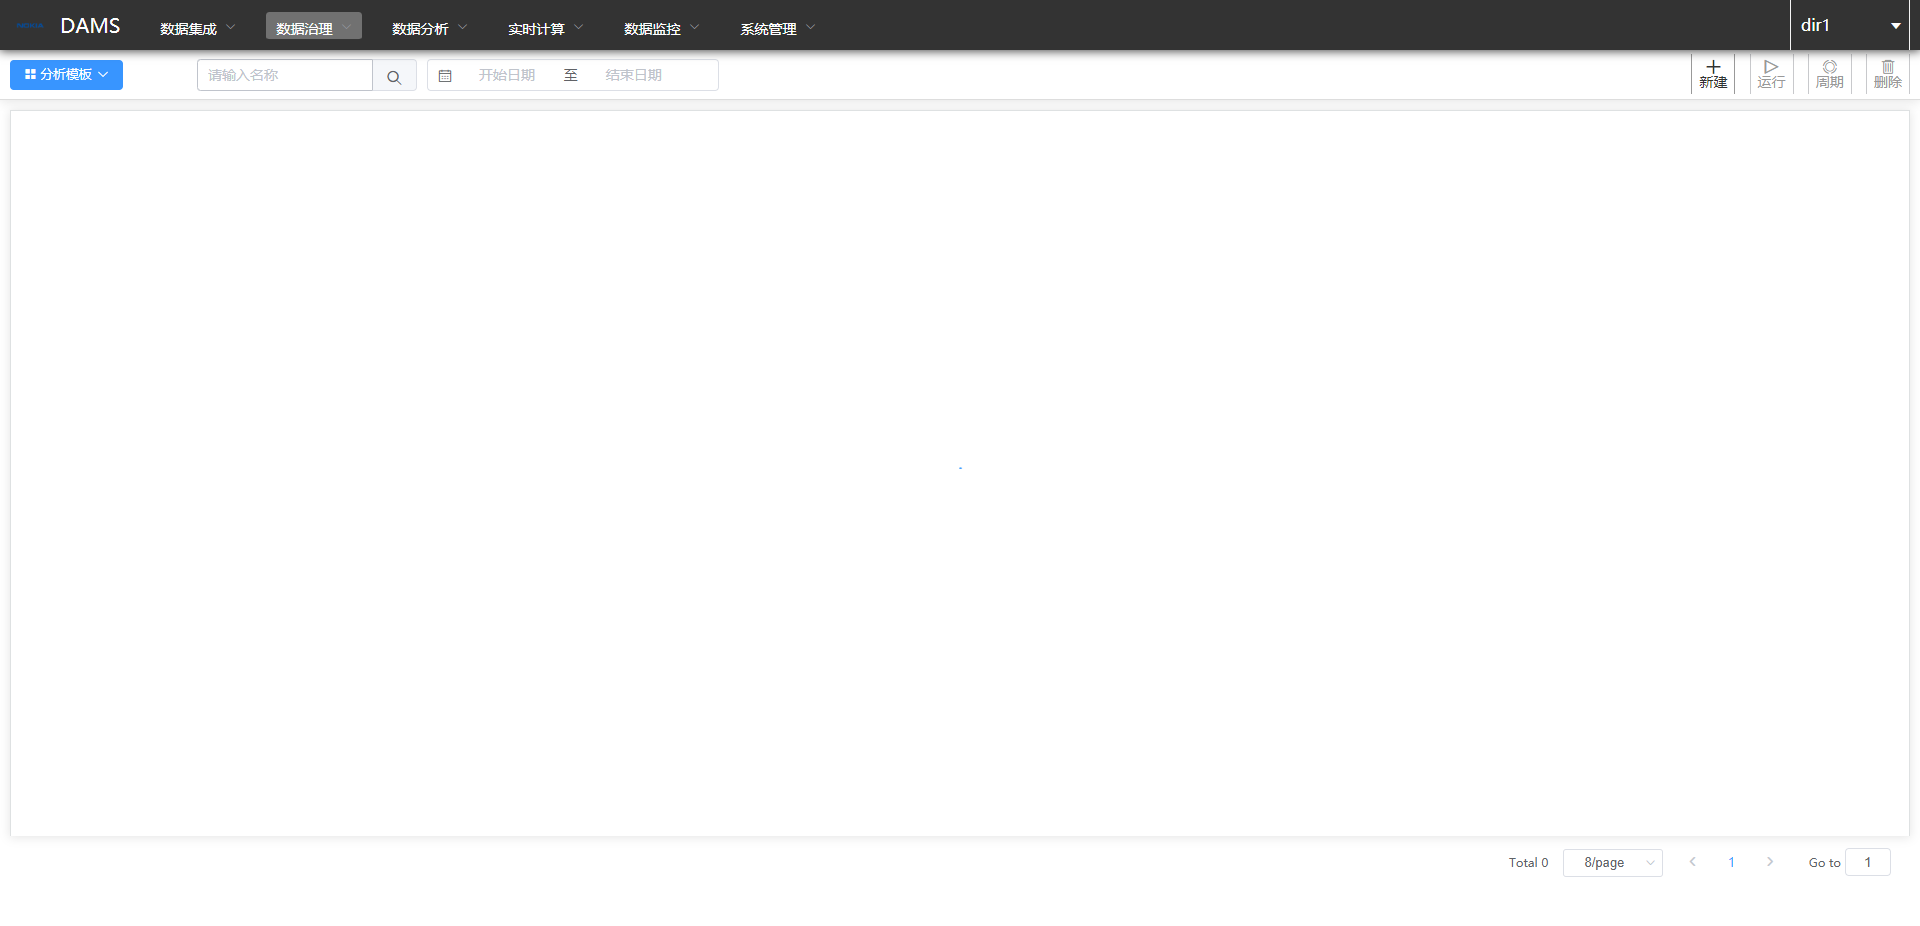 DAMS 数据集成 数据治理 数据分析 实时计算 数据监控 系统管理 dir1
分析模板 请输入名称 开始日期 至 结束日期 新建 运行 周期 删除
Total 0 8/page 1 Go to 1